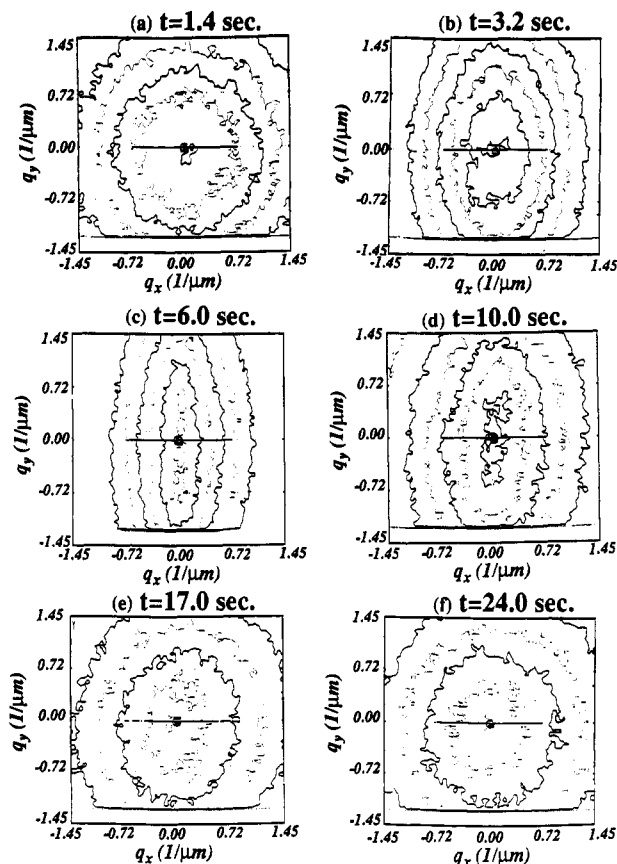 (a) t=1.4 sec.
1.45
0.72
0.00
-0.72
-1.45
q_y (1/μm)
-1.45 -0.72 0.00 0.72 1.45
q_x (1/μm)
(b) t=3.2 sec.
1.45
0.72
0.00
-0.72
-1.45
q_y (1/μm)
-1.45 -0.72 0.00 0.72 1.45
q_x (1/μm)
(c) t=6.0 sec.
1.45
0.72
0.00
-0.72
-1.45
q_y (1/μm)
-1.45 -0.72 0.00 0.72 1.45
q_x (1/μm)
(d) t=10.0 sec.
1.45
0.72
0.00
-0.72
-1.45
q_y (1/μm)
-1.45 -0.72 0.00 0.72 1.45
q_x (1/μm)
(e) t=17.0 sec.
1.45
0.72
0.00
-0.72
-1.45
q_y (1/μm)
-1.45 -0.72 0.00 0.72 1.45
q_x (1/μm)
(f) t=24.0 sec.
1.45
0.72
0.00
-0.72
-1.45
q_y (1/μm)
-1.45 -0.72 0.00 0.72 1.45
q_x (1/μm)